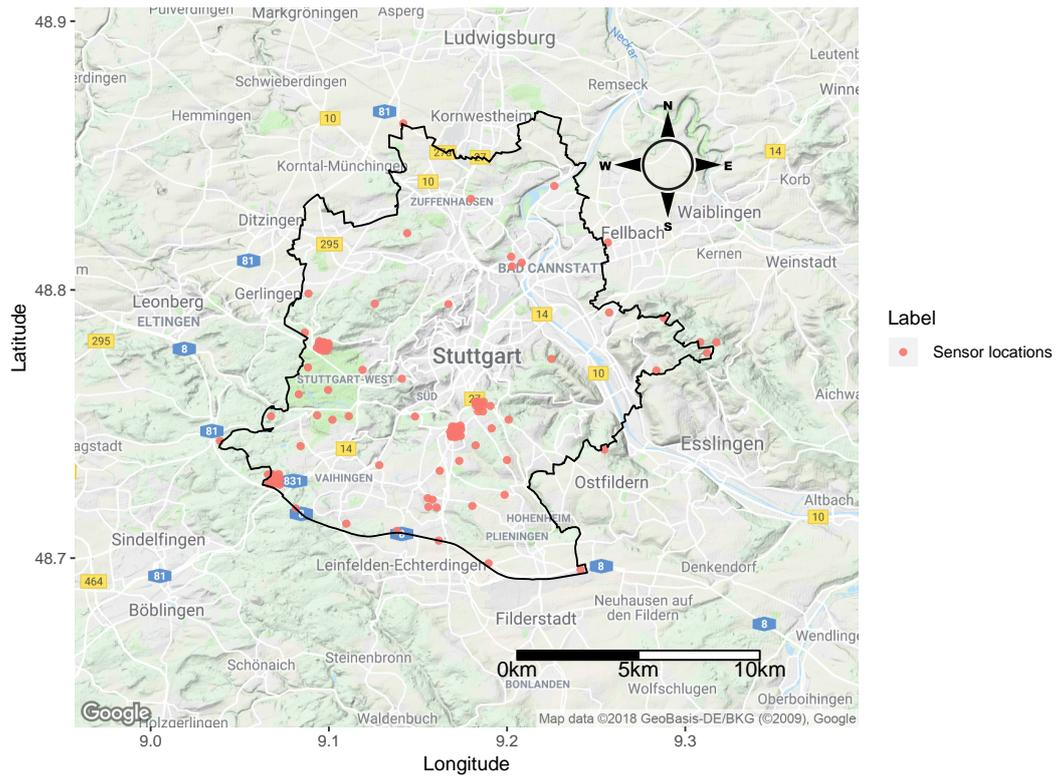 48.9
Pulverdingen
Markgröningen
Asperg
Ludwigsburg
Neckar
Leutenb
erdingen
Schwieberdingen
Remseck
Winne
Hemmingen
10
81
Kornwestheim
N
27
14
Korntal-Münchingen
W
E
Korb
10
ZUFFENHAUSEN
Ditzingen
S
Waiblingen
295
Fellbach
81
Kernen
Weinstadt
m
BAD CANNSTAT
48.8
Gerlingen
Leonberg
ELTINGEN
14
Label
295
8
Stuttgart
Sensor locations
STUTTGART-WEST
10
SÜD
27
Aichwa
81
agstadt
14
Esslingen
831
VAIHINGEN
Ostfildern
Altbach
HOHENHEIM
10
8
PLIENINGEN
Sindelfingen
48.7
Leinfelden-Echterdingen
8
Denkendorf
464
81
Böblingen
Filderstadt
Neuhausen auf
den Fildern
8
Wendlinge
Schönaich
Steinenbronn
0km
5km
10km
BONLANDEN
Wolfschlugen
Oberboihingen
Google
Holzgerlingen
Waldenbuch
Map data ©2018 GeoBasis-DE/BKG (©2009), Google
9.0
9.1
9.2
9.3
Longitude
Latitude